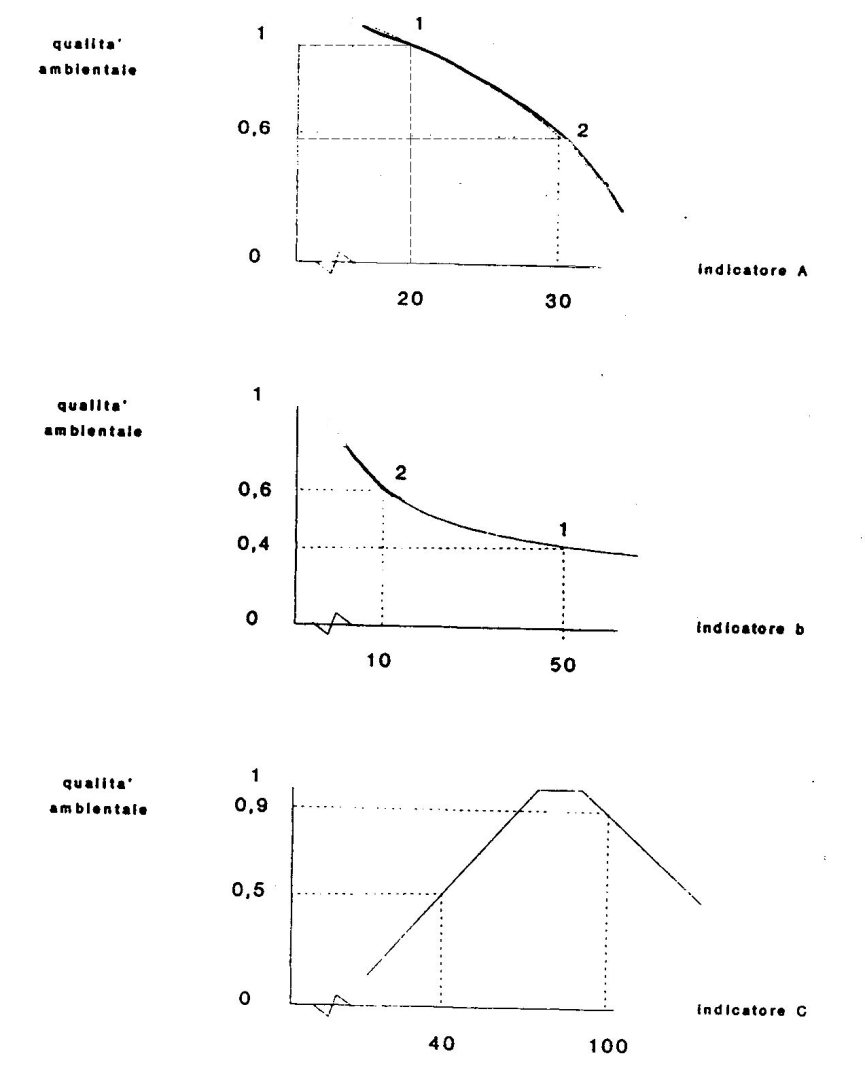 1
1
qualita'
ambientale
0,6
2
0
indicatore A
20
30
1
qualita'
ambientale
2
0,6
1
0,4
0
indicatore b
10
50
1
qualita'
ambientale
0,9
0,5
0
indicatore C
40
100